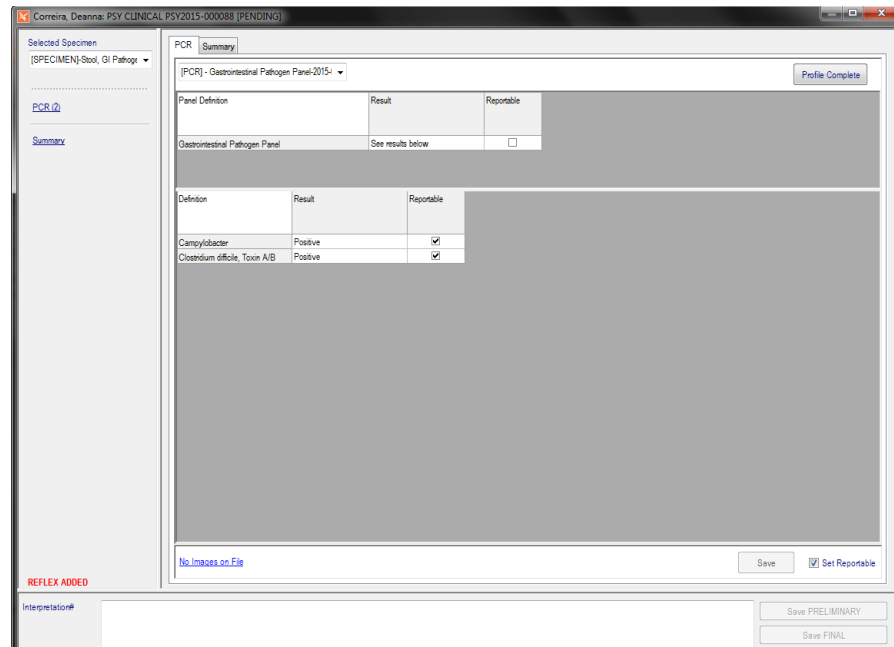 Correira, Deanna: PSY CLINICAL PSY2015-000088 [PENDING]
Selected Specimen
[SPECIMEN]-Stool, GI Pathoge
PCR (2)
Summary
REFLEX ADDED
PCR Summary
[PCR] - Gastrointestinal Pathogen Panel-2015-
Profile Complete
Panel Definition Result Reportable
Gastrointestinal Pathogen Panel See results below
Definition Result Reportable
Campylobacter Positive
Clostridium difficile, Toxin A/B Positive
No Images on File
Save
Set Reportable
Interpretation#
Save PRELIMINARY
Save FINAL